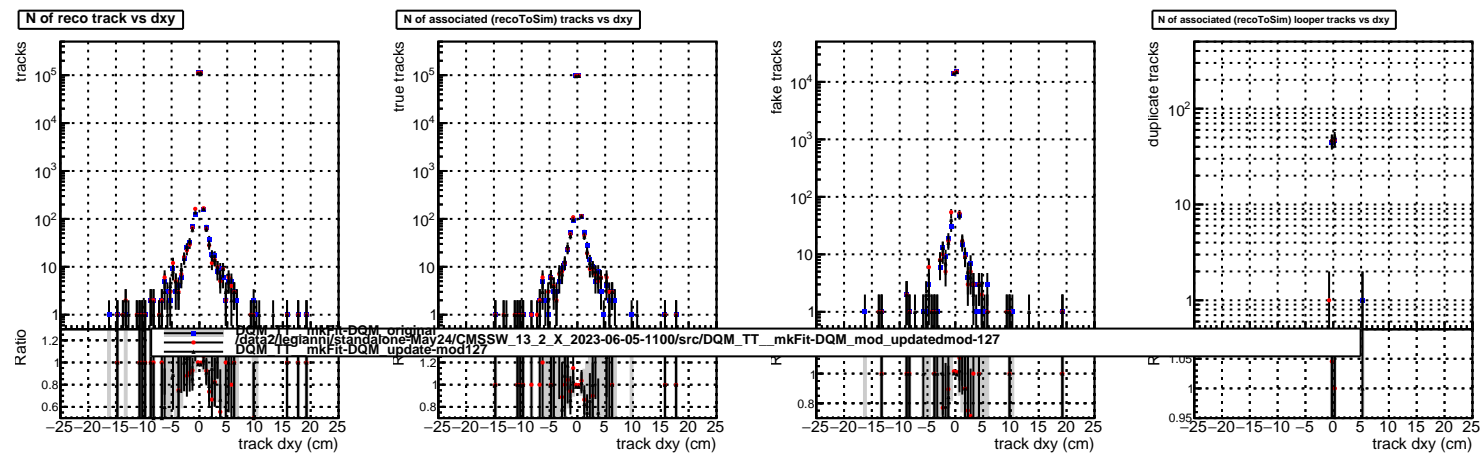 N of reco track vs dxy
N of associated (recoToSim) tracks vs dxy
N of associated (recoToSim) looper tracks vs dxy
tracks
10^5
10^4
10^3
10^2
10
1
Ratio
1.2
1
0.8
0.6
−25 −20 −15 −10 −5 0 5 10 15 20 25
track dxy (cm)
true tracks
10^5
10^4
10^3
10^2
10
1
1.2
1
0.8
−25 −20 −15 −10 −5 0 5 10 15 20 25
track dxy (cm)
fake tracks
10^4
10^3
10^2
10
1
1
0.8
−25 −20 −15 −10 −5 0 5 10 15 20 25
track dxy (cm)
duplicate tracks
10^2
10
1
1.05
1
0.95
−25 −20 −15 −10 −5 0 5 10 15 20 25
track dxy (cm)
DQM_TT__mkFit-DQM_original
/data2/legianni/standalone-May24/CMSSW_13_2_X_2023-06-05-1100/src/DQM_TT__mkFit-DQM_mod_updatedmod-127
DQM_TT__mkFit-DQM_update-mod127